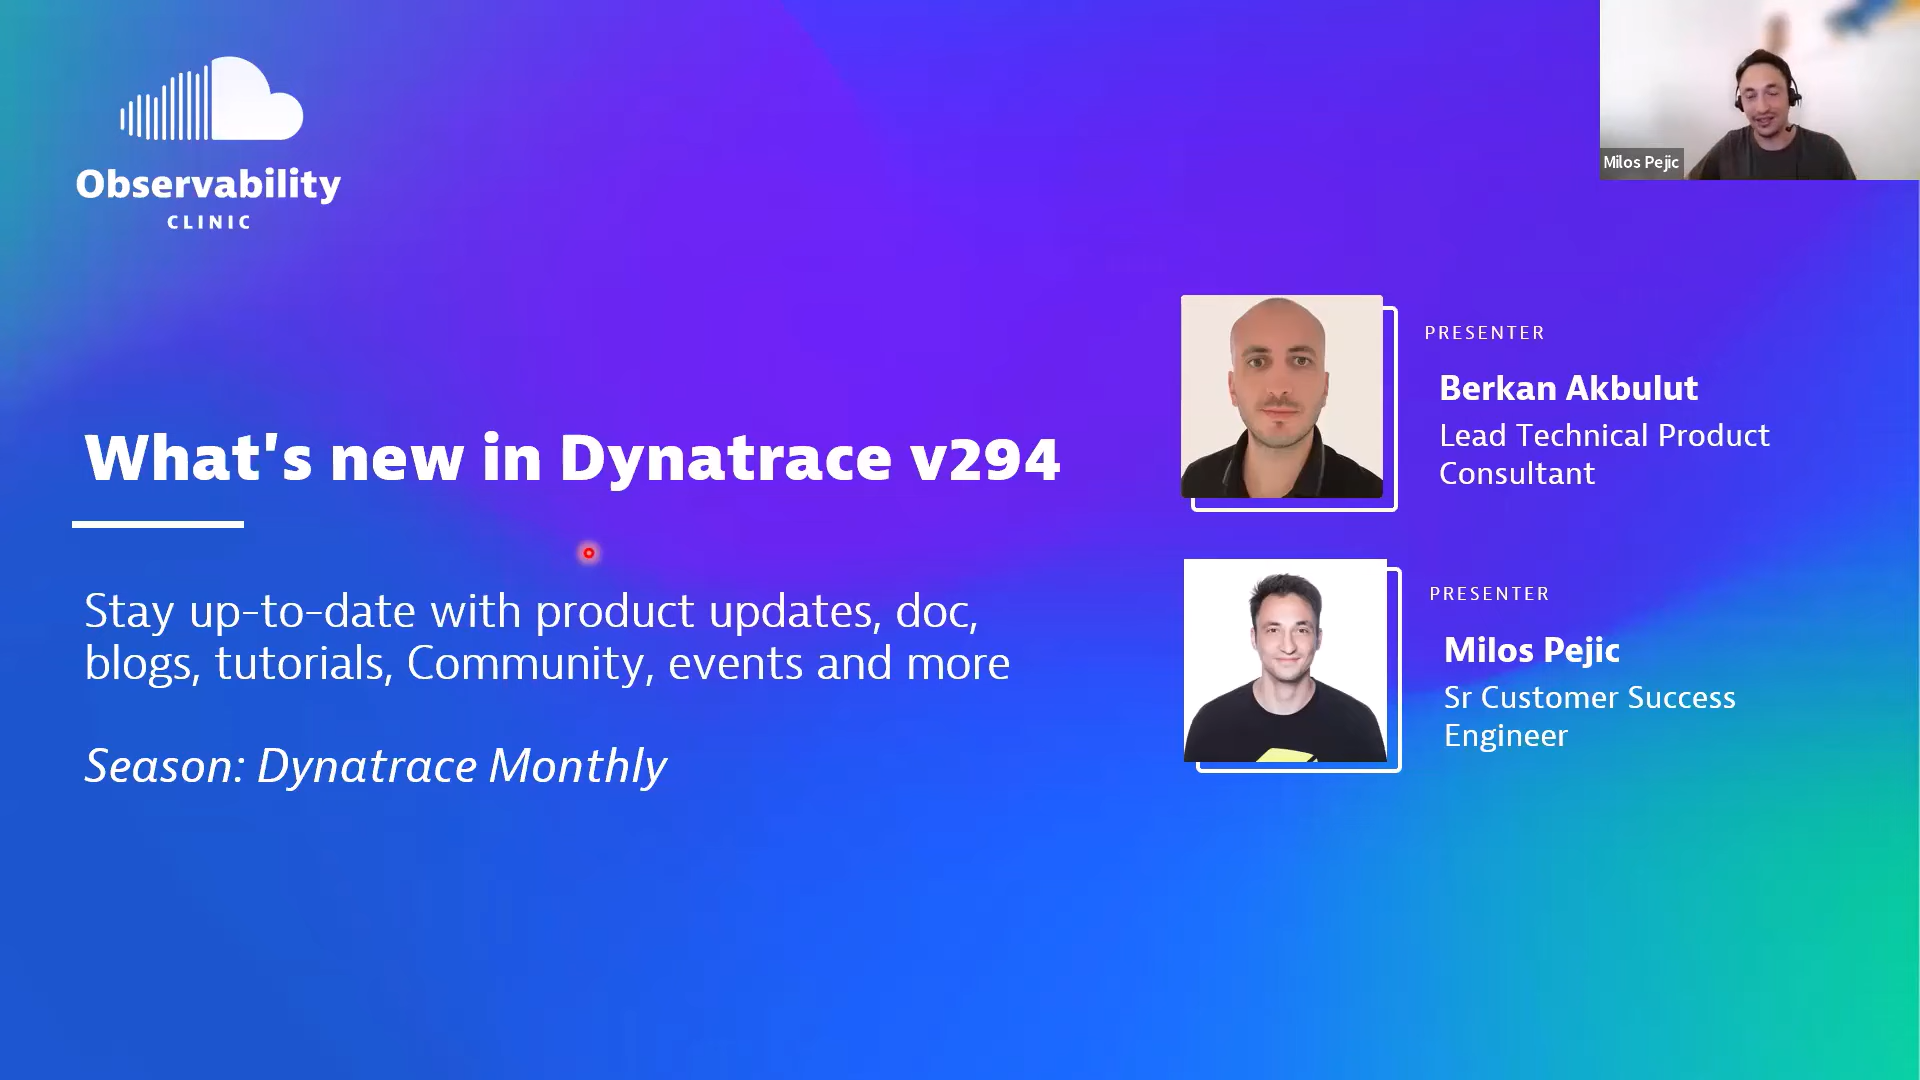 Observability
CLINIC
Milos Pejic
What's new in Dynatrace v294
Stay up-to-date with product updates, doc,
blogs, tutorials, Community, events and more
Season: Dynatrace Monthly
PRESENTER
Berkan Akbulut
Lead Technical Product
Consultant
PRESENTER
Milos Pejic
Sr Customer Success
Engineer